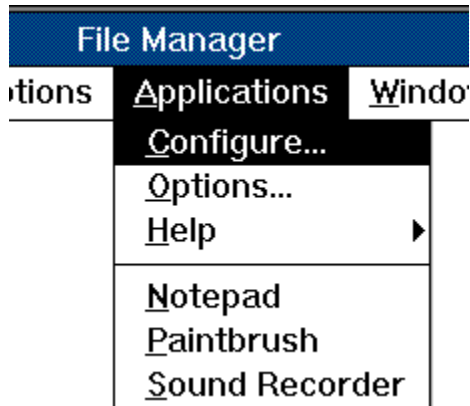 File Manager
Applications
Configure...
Options...
Help
Notepad
Paintbrush
Sound Recorder